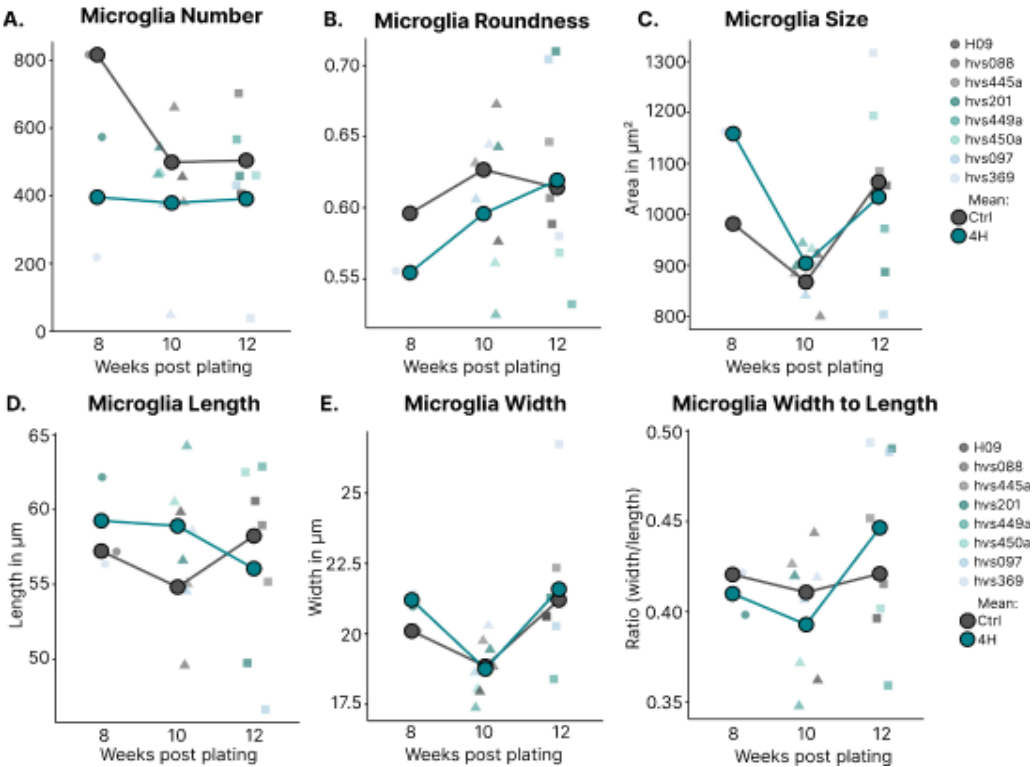 A. Microglia Number
800
600
400
200
0
8 10 12
Weeks post plating
B. Microglia Roundness
0.70
0.65
0.60
0.55
8 10 12
Weeks post plating
C. Microglia Size
Area in µm²
1300
1200
1100
1000
900
800
8 10 12
Weeks post plating
H09
hvs088
hvs445a
hvs201
hvs449a
hvs450a
hvs097
hvs369
Mean:
Ctrl
4H
D. Microglia Length
Length in µm
65
60
55
50
8 10 12
Weeks post plating
E. Microglia Width
Width in µm
25
22.5
20
17.5
8 10 12
Weeks post plating
Microglia Width to Length
Ratio (width/length)
0.50
0.45
0.40
0.35
8 10 12
Weeks post plating
H09
hvs088
hvs445a
hvs201
hvs449a
hvs450a
hvs097
hvs369
Mean:
Ctrl
4H